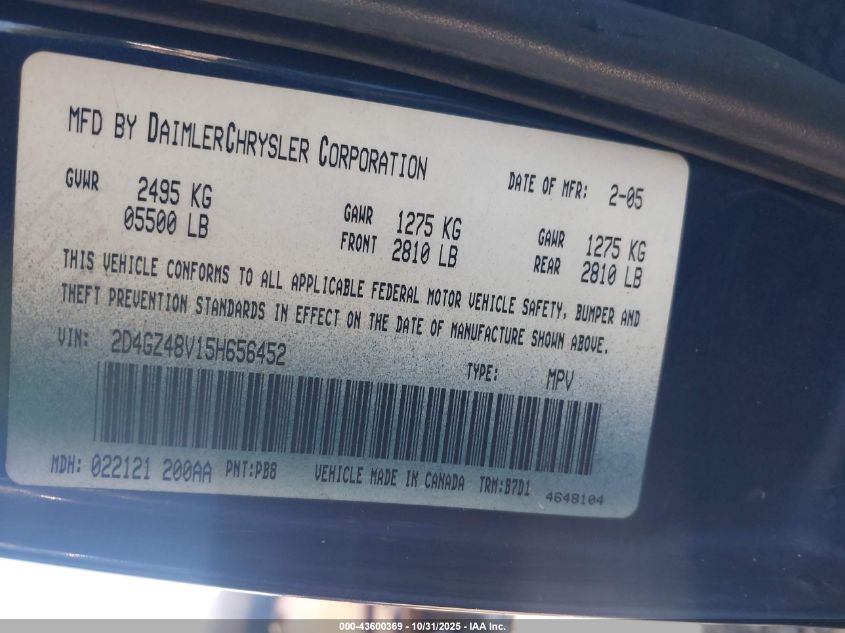 MFD BY DAIMLERCHRYSLER CORPORATION
DATE OF MFR: 2-05
GVWR 2495 KG
05500 LB
GAWR 1275 KG
FRONT 2810 LB
GAWR 1275 KG
REAR 2810 LB
THIS VEHICLE CONFORMS TO ALL APPLICABLE FEDERAL MOTOR VEHICLE SAFETY, BUMPER AND
THEFT PREVENTION STANDARDS IN EFFECT ON THE DATE OF MANUFACTURE SHOWN ABOVE.
VIN: 2D4GZ48V15H656452
TYPE: MPV
MDH: 022121 200AA PNT:PB8 VEHICLE MADE IN CANADA TRM:B7D1 4648104
000-43600369 - 10/31/2025 - IAA Inc.